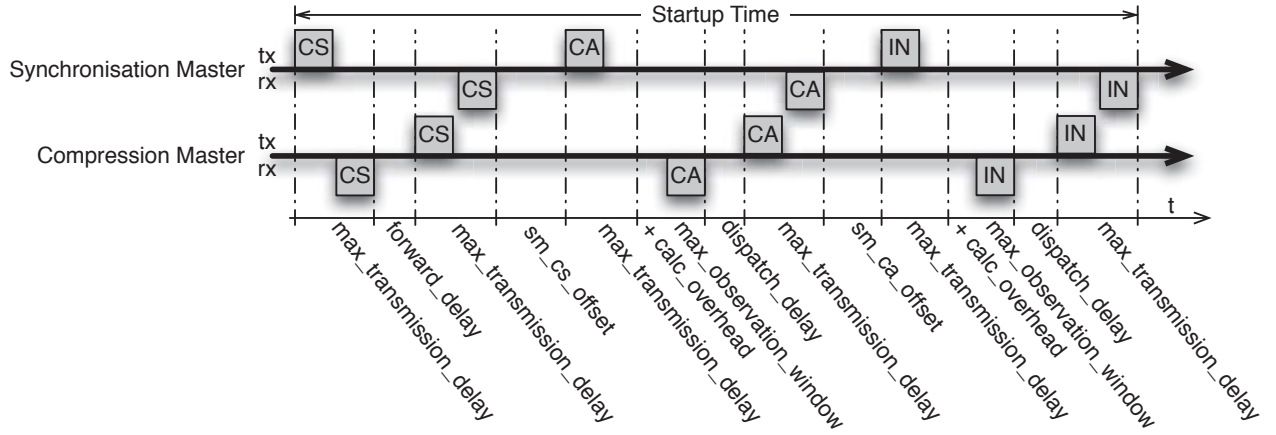 Startup Time
tx
CS
CA
IN
Synchronisation Master
rx
CS
CA
IN
tx
CS
CA
IN
Compression Master
rx
CS
CA
IN
t
max_transmission_delay
forward_delay
max_transmission_delay
sm_cs_offset
max_transmission_delay
max_observation_window
+ calc_overhead
dispatch_delay
max_transmission_delay
sm_ca_offset
max_transmission_delay
max_observation_window
+ calc_overhead
dispatch_delay
max_transmission_delay